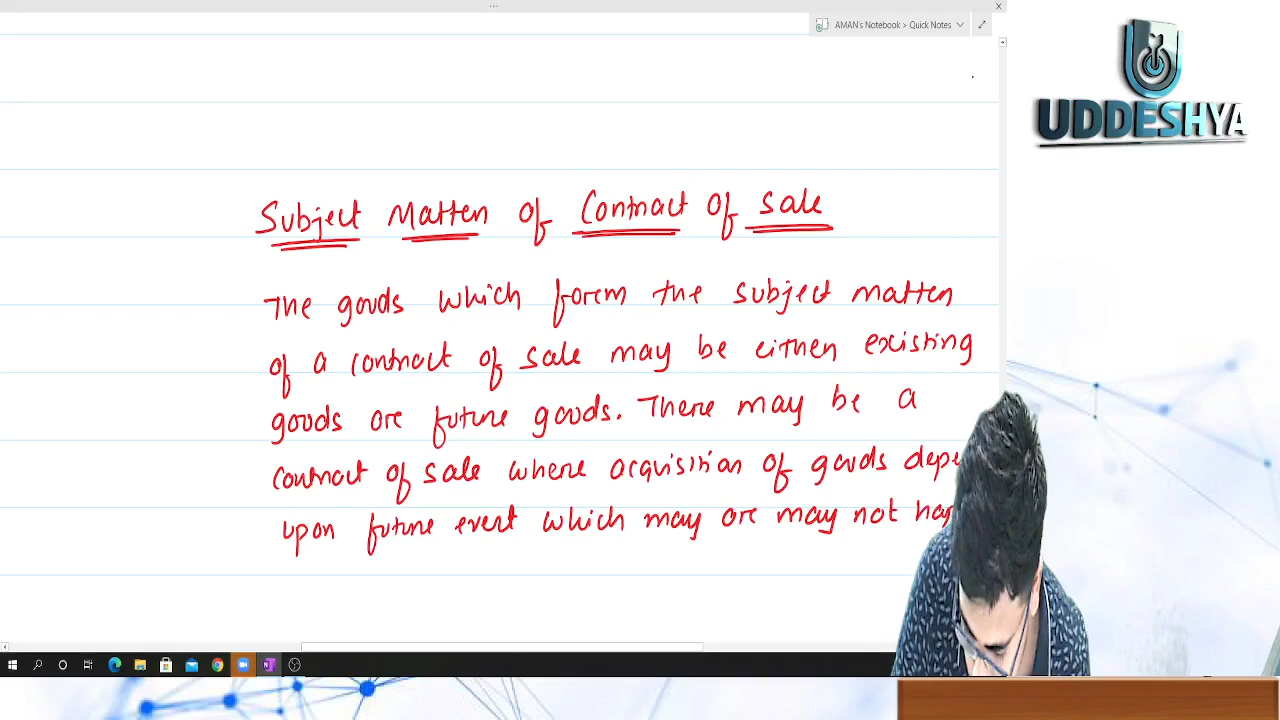 AMAN's Notebook > Quick Notes
UDDESHYA
Subject Matter of Contract of Sale
The goods which form the subject matter
of a contract of sale may be either existing
goods or future goods. There may be a
contract of sale where acquisition of goods depe
upon future event which may or may not hap